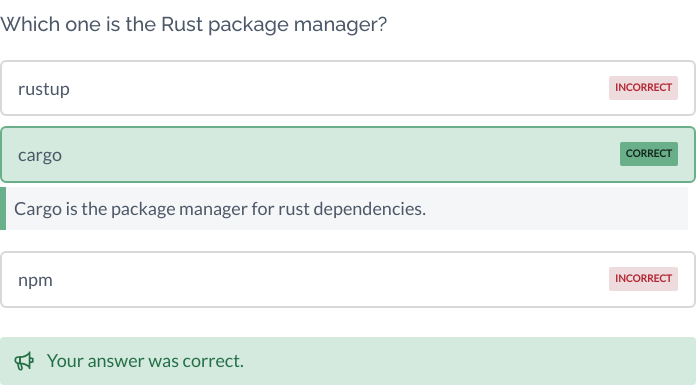 Which one is the Rust package manager?
rustup INCORRECT
cargo CORRECT
Cargo is the package manager for rust dependencies.
npm INCORRECT
Your answer was correct.